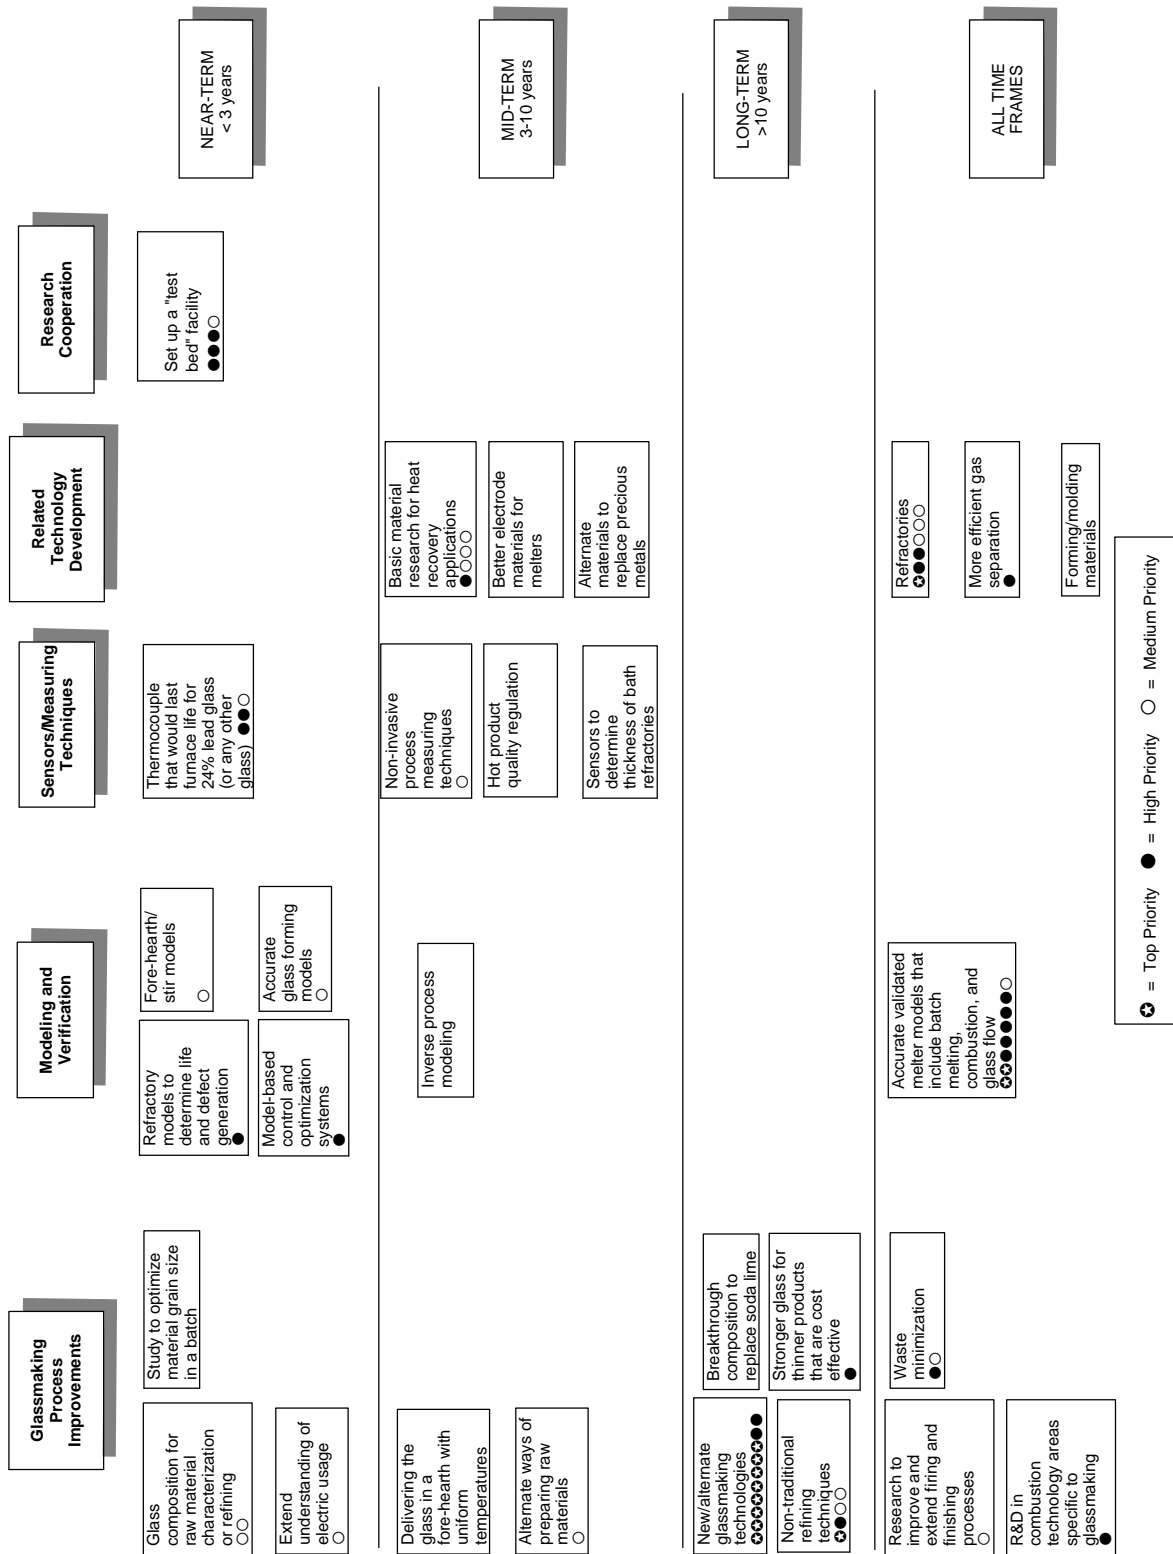 Glassmaking
Process
Improvements
Modeling and
Verification
Sensors/Measuring
Techniques
Related
Technology
Development
Research
Cooperation
Glass
composition for
raw material
characterization
or refining
○○
Study to optimize
material grain size
in a batch
Extend
understanding of
electric usage
○
Refractory
models to
determine life
and defect
generation
●
Fore-hearth/
stir models
○
Model-based
control and
optimization
systems
●
Accurate
glass forming
models
○
Thermocouple
that would last
furnace life for
24% lead glass
(or any other
glass) ●●○
Set up a "test
bed" facility
●●●○
NEAR-TERM
< 3 years
Delivering the
glass in a
fore-hearth with
uniform
temperatures
Alternate ways of
preparing raw
materials
○
Inverse process
modeling
Non-invasive
process
measuring
techniques
○
Hot product
quality regulation
Sensors to
determine
thickness of bath
refractories
Basic material
research for heat
recovery
applications
●○○○
Better electrode
materials for
melters
Alternate
materials to
replace precious
metals
MID-TERM
3-10 years
New/alternate
glassmaking
technologies
✪✪✪✪✪✪✪✪●●
Breakthrough
composition to
replace soda lime
Non-traditional
refining
techniques
✪●○○
Stronger glass for
thinner products
that are cost
effective
●
LONG-TERM
>10 years
Research to
improve and
extend firing and
finishing
processes
○
Waste
minimization
●○
R&D in
combustion
technology areas
specific to
glassmaking
●
Accurate validated
melter models that
include batch
melting,
combustion, and
glass flow
✪✪●●●●●●○
Refractories
✪●●○○○
More efficient gas
separation
●
Forming/molding
materials
ALL TIME
FRAMES
✪ = Top Priority ● = High Priority ○ = Medium Priority